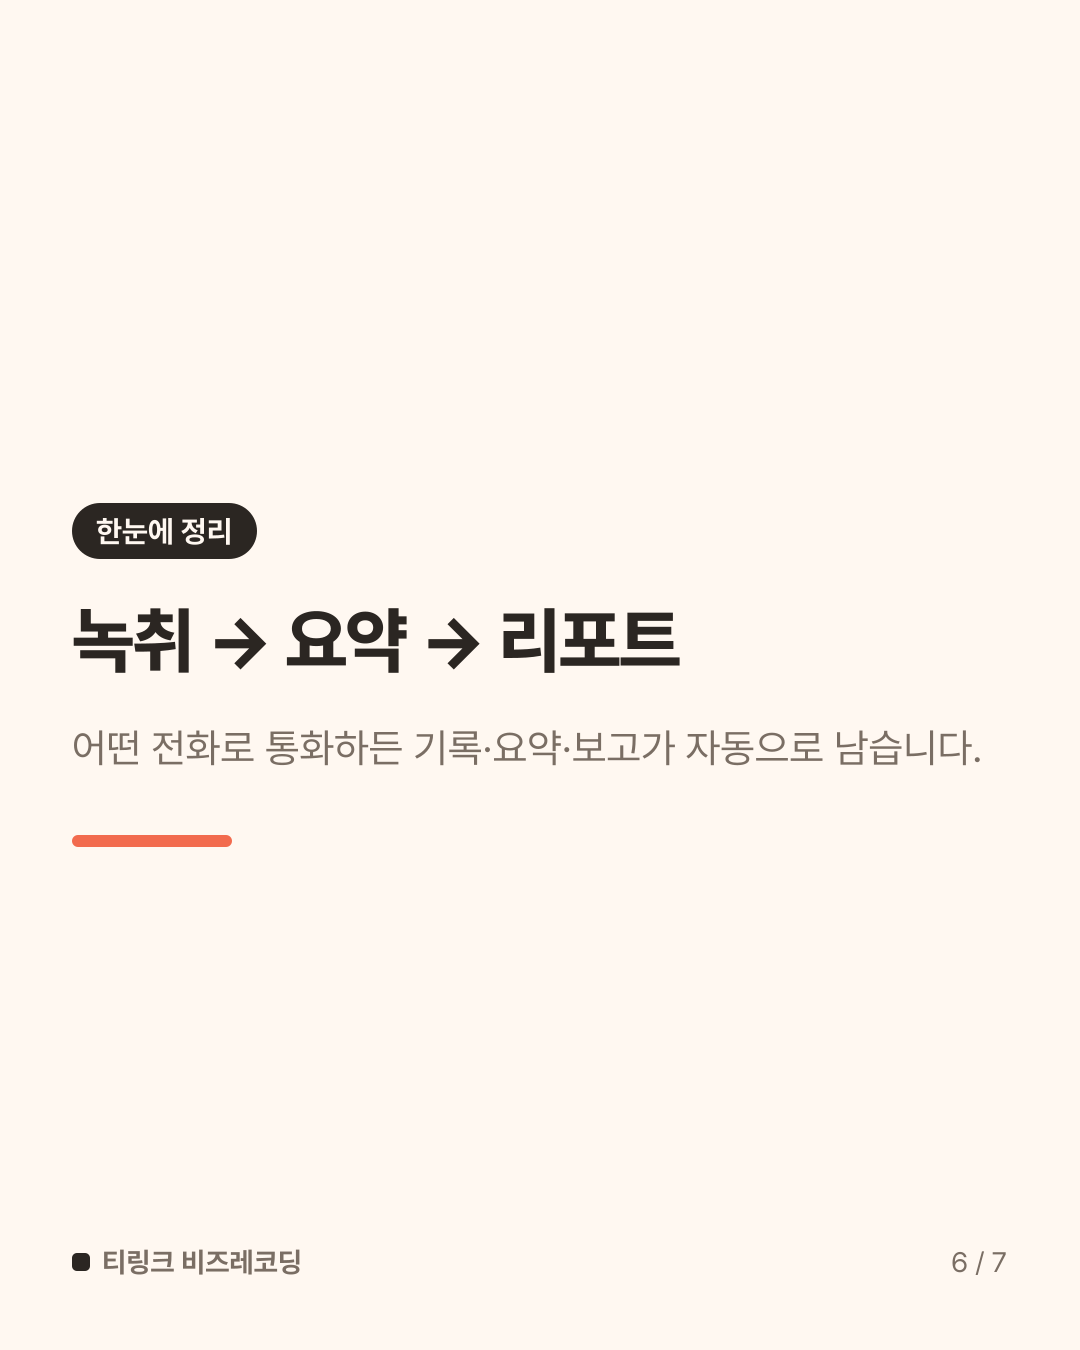 한눈에 정리
녹취 → 요약 → 리포트
어떤 전화로 통화하든 기록·요약·보고가 자동으로 남습니다.
티링크 비즈레코딩
6 / 7